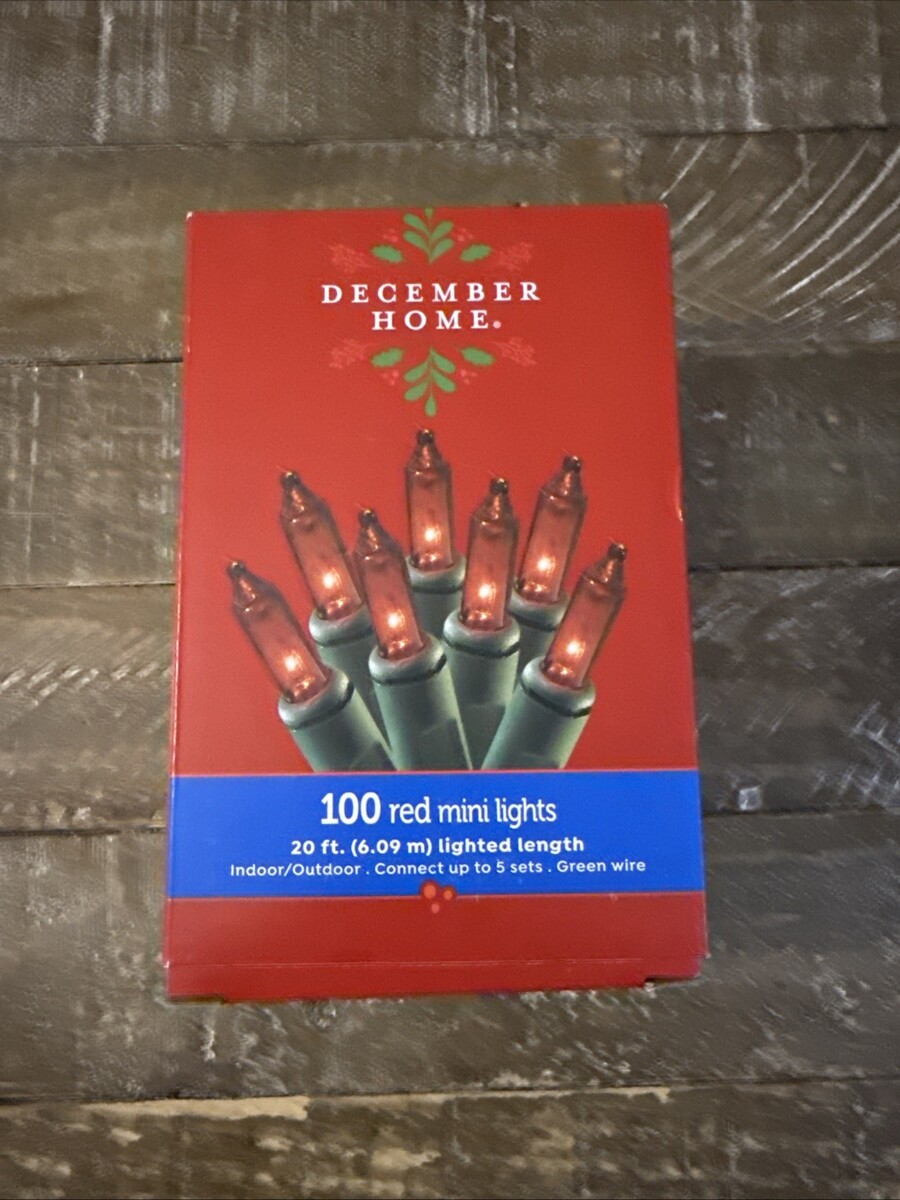 DECEMBER
HOME
100 red mini lights
20 ft. (6.09 m) lighted length
Indoor/Outdoor . Connect up to 5 sets . Green wire